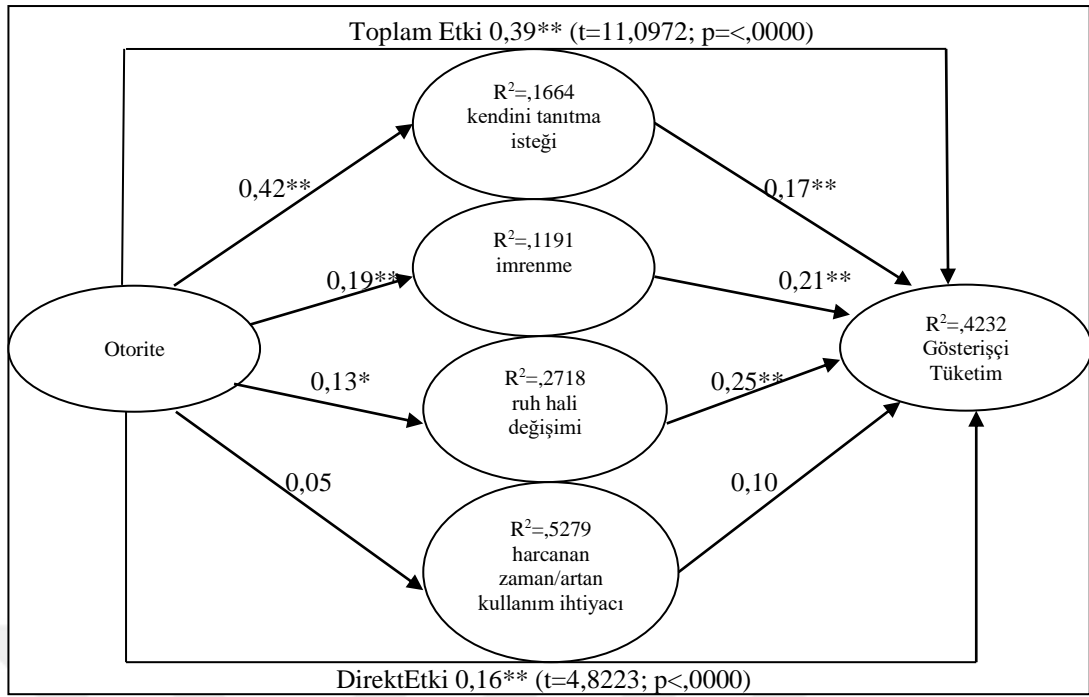 Toplam Etki 0,39** (t=11,0972; p=<,0000)
R²=,1664
kendini tanıtma
isteği
0,42**
0,17**
R²=,1191
imrenme
0,19**
0,21**
Otorite
R²=,4232
Gösterişçi
Tüketim
R²=,2718
ruh hali
değişimi
0,13*
0,25**
0,05
0,10
R²=,5279
harcanan
zaman/artan
kullanım ihtiyacı
DirektEtki 0,16** (t=4,8223; p<,0000)